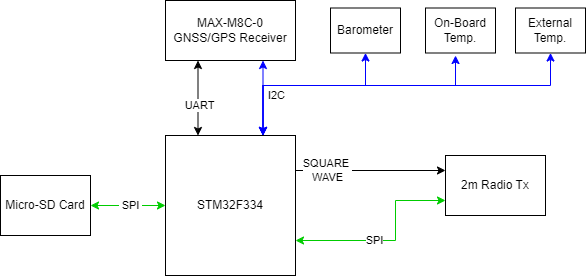 MAX-M8C-0
GNSS/GPS Receiver
Barometer
On-Board
Temp.
External
Temp.
UART
I2C
SQUARE
WAVE
Micro-SD Card
SPI
STM32F334
2m Radio Tx
SPI